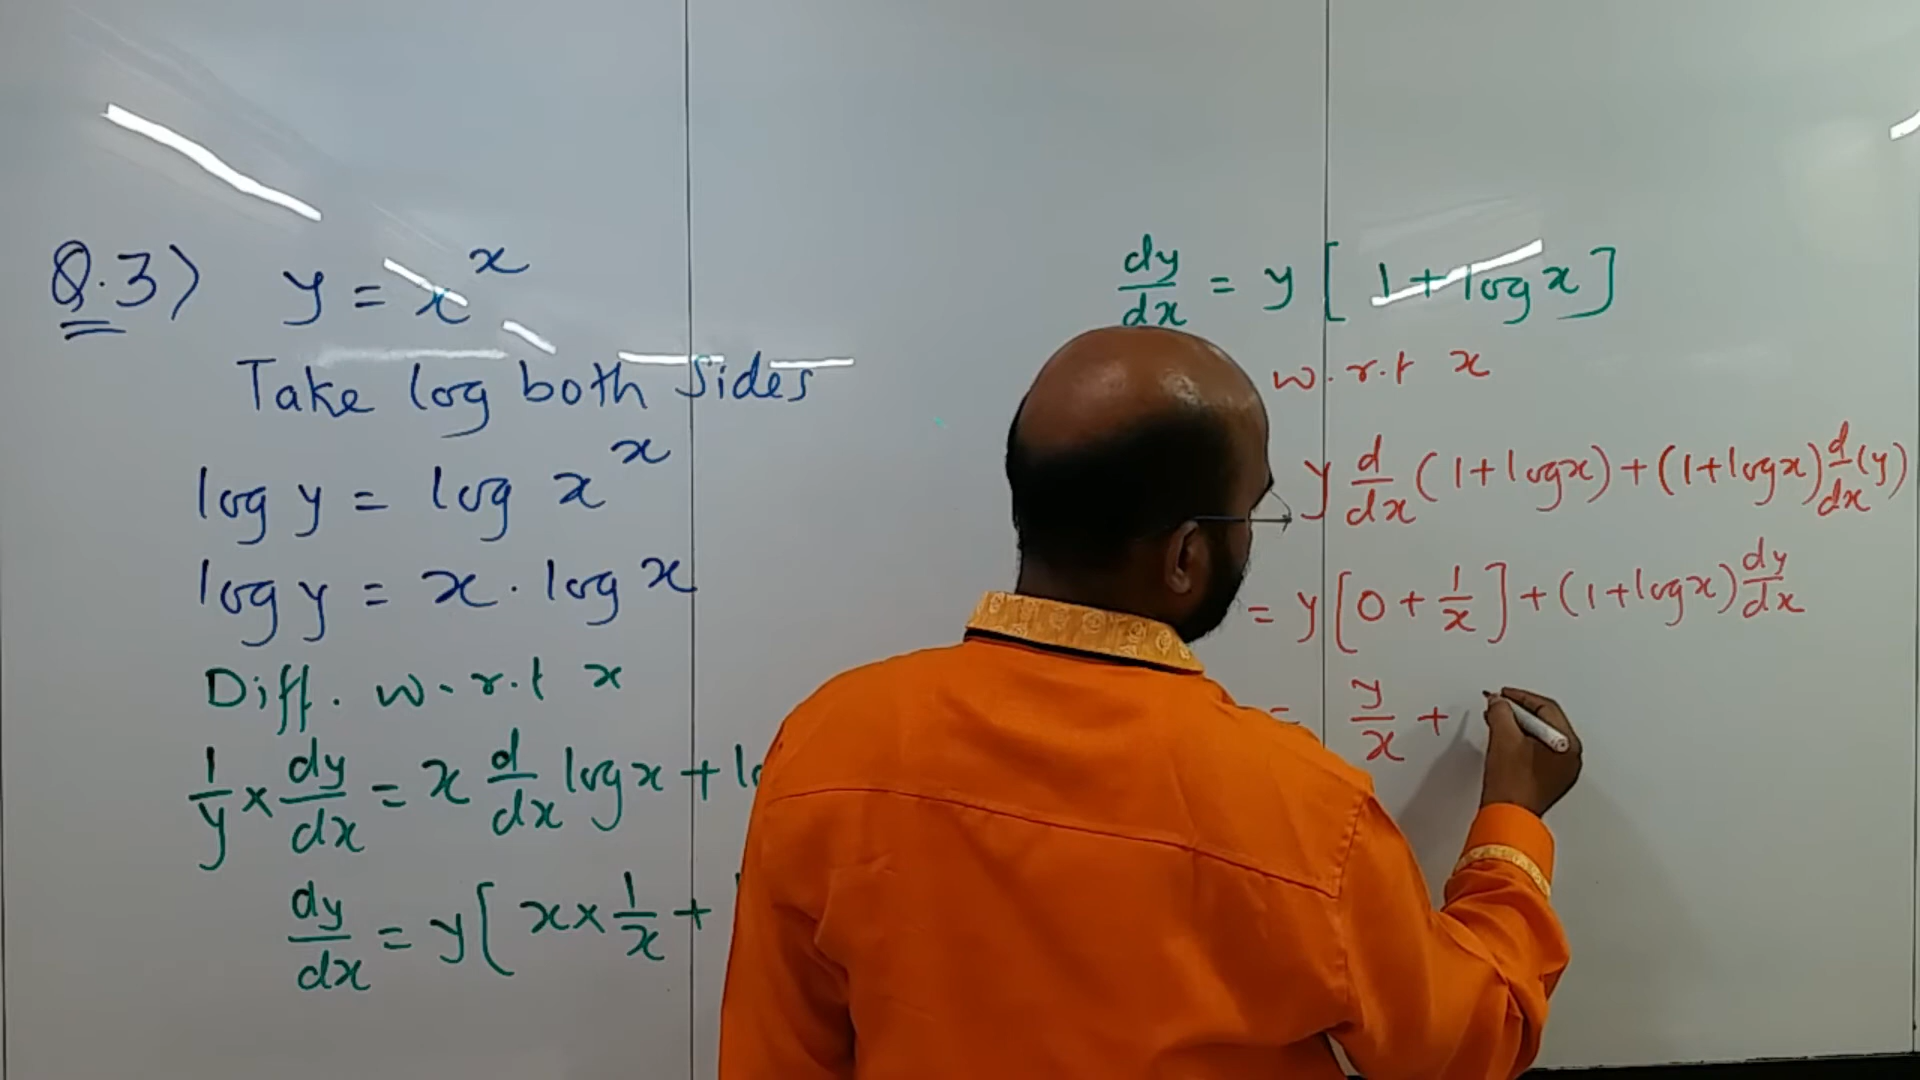 Q.3) y = x^x
Take log both sides
log y = log x^x
log y = x . log x
Diff. w.r.t x
1/y × dy/dx = x d/dx log x +
dy/dx = y [ x × 1/x +
dy/dx = y [ 1 + log x ]
w.r.t x
y d/dx (1 + log x) + (1 + log x) d/dx (y)
= y [ 0 + 1/x ] + (1 + log x) dy/dx
= y/x +